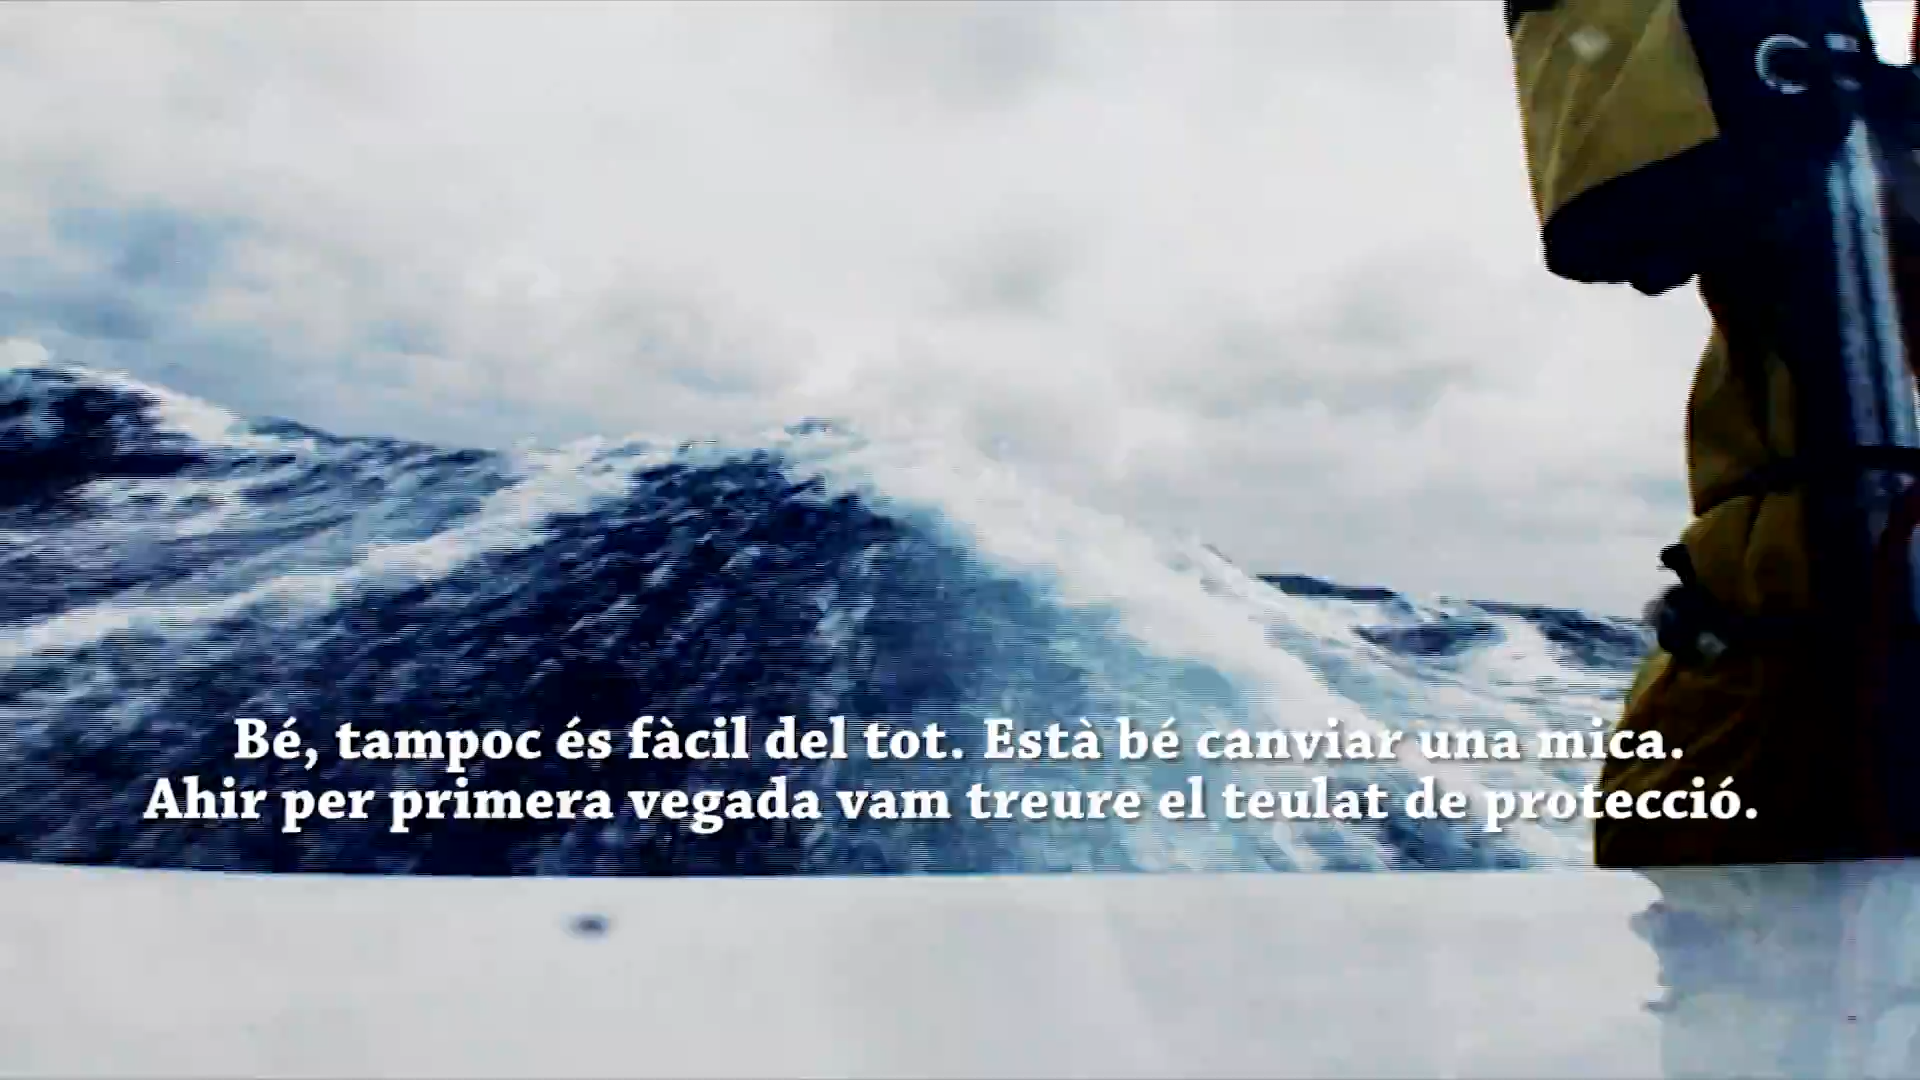 Bé, tampoc és fàcil del tot. Està bé canviar una mica.
Ahir per primera vegada vam treure el teulat de protecció.